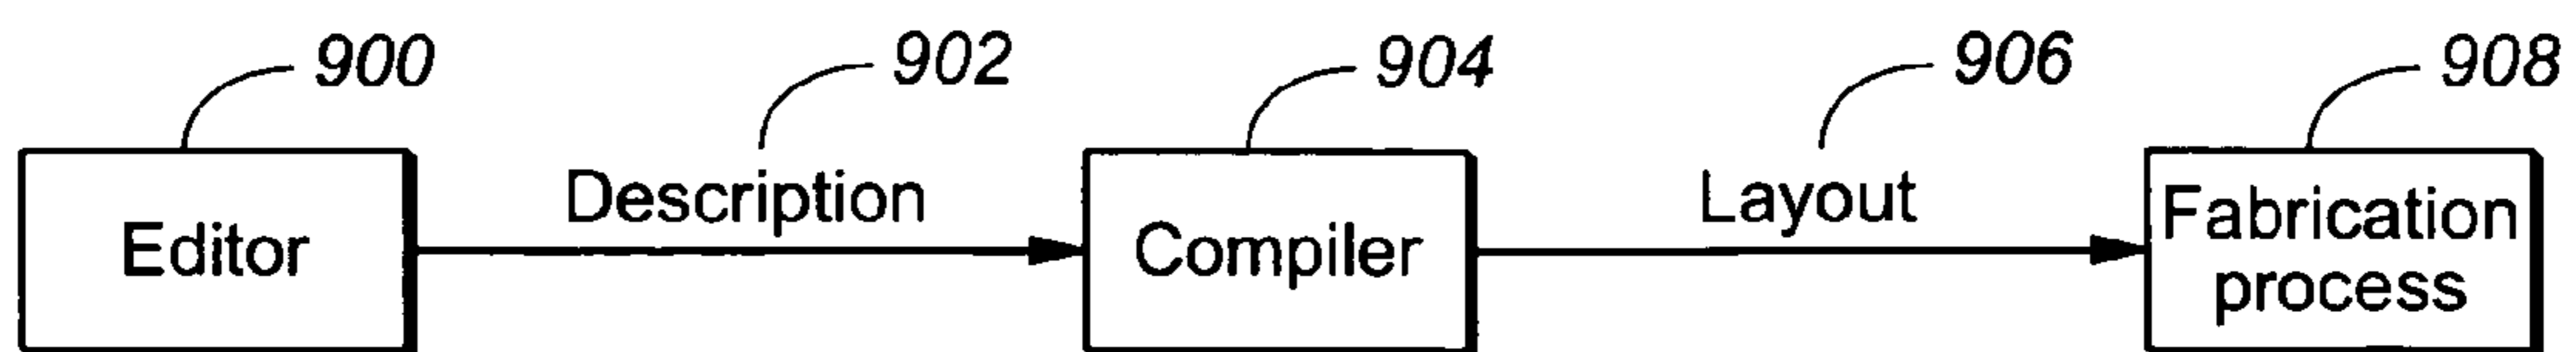 900
902
904
906
908
Editor
Description
Compiler
Layout
Fabrication
process